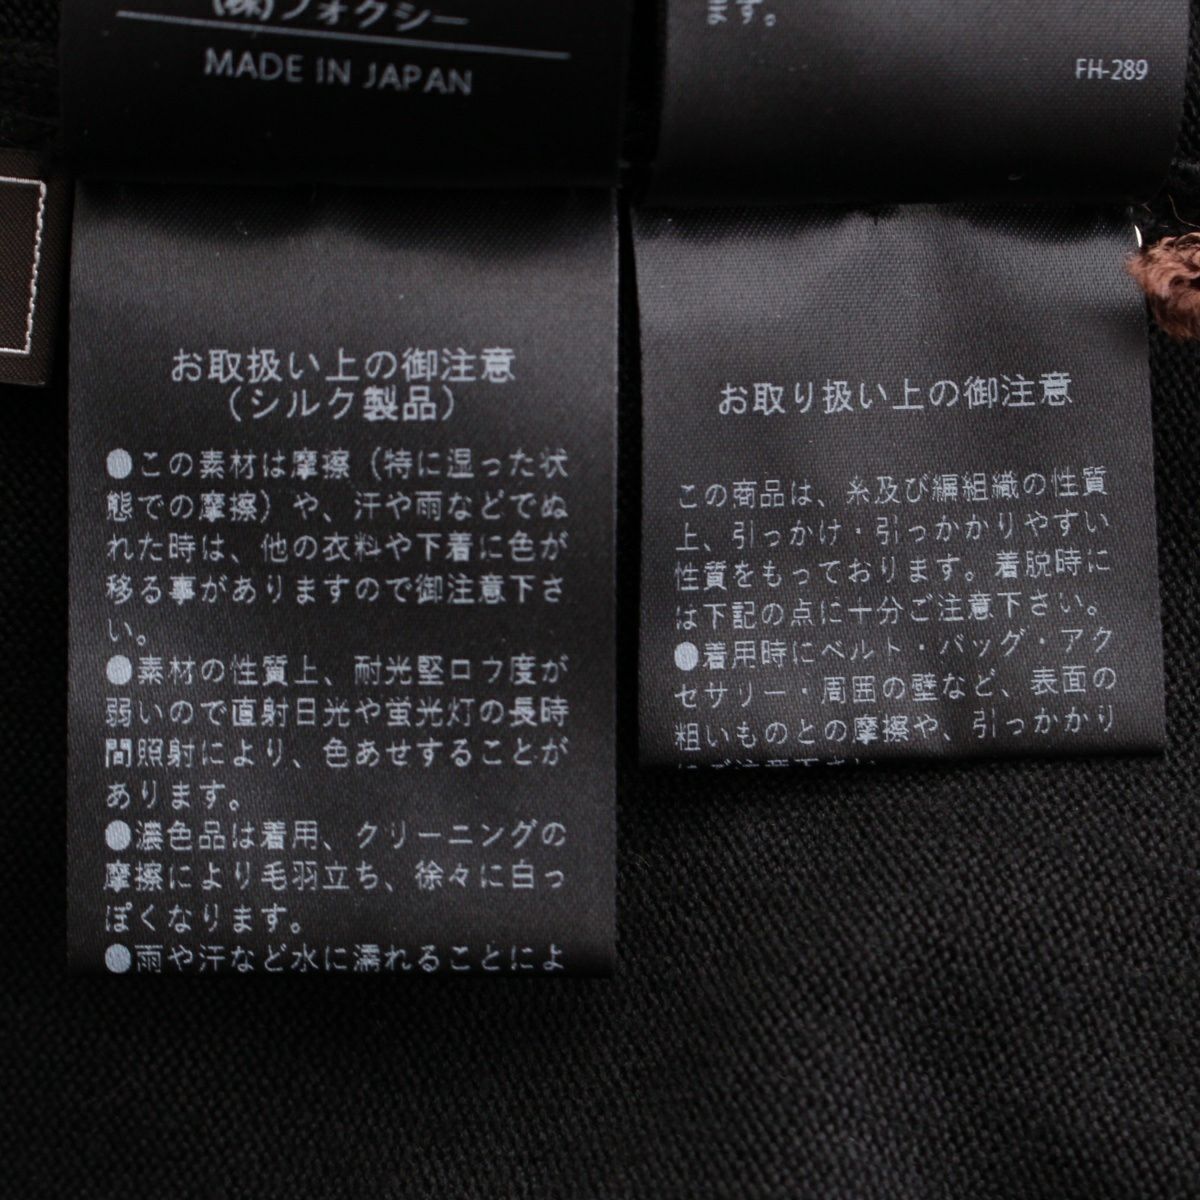 (株)フォクシー
MADE IN JAPAN
ます。
FH-289
お取扱い上の御注意
（シルク製品）
●この素材は摩擦（特に湿った状
態での摩擦）や、汗や雨などでぬ
れた時は、他の衣料や下着に色が
移る事がありますので御注意下さ
い。
●素材の性質上、耐光堅ロウ度が
弱いので直射日光や蛍光灯の長時
間照射により、色あせすることが
あります。
●濃色品は着用、クリーニングの
摩擦により毛羽立ち、徐々に白っ
ぽくなります。
●雨や汗など水に濡れることによ
お取り扱い上の御注意
この商品は、糸及び編組織の性質
上、引っかけ・引っかかりやすい
性質をもっております。着脱時に
は下記の点に十分ご注意下さい。
●着用時にベルト・バッグ・アク
セサリー・周囲の壁など、表面の
粗いものとの摩擦や、引っかかり
にご注意下さい